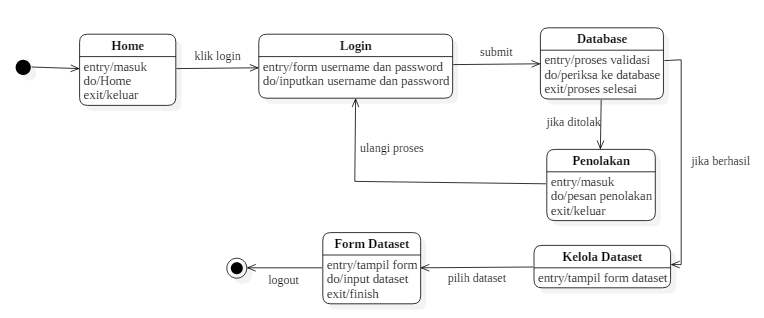 Home
entry/masuk
do/Home
exit/keluar
klik login
Login
entry/form username dan password
do/inputkan username dan password
submit
Database
entry/proses validasi
do/periksa ke database
exit/proses selesai
jika ditolak
ulangi proses
Penolakan
entry/masuk
do/pesan penolakan
exit/keluar
jika berhasil
Kelola Dataset
entry/tampil form dataset
pilih dataset
Form Dataset
entry/tampil form
do/input dataset
exit/finish
logout